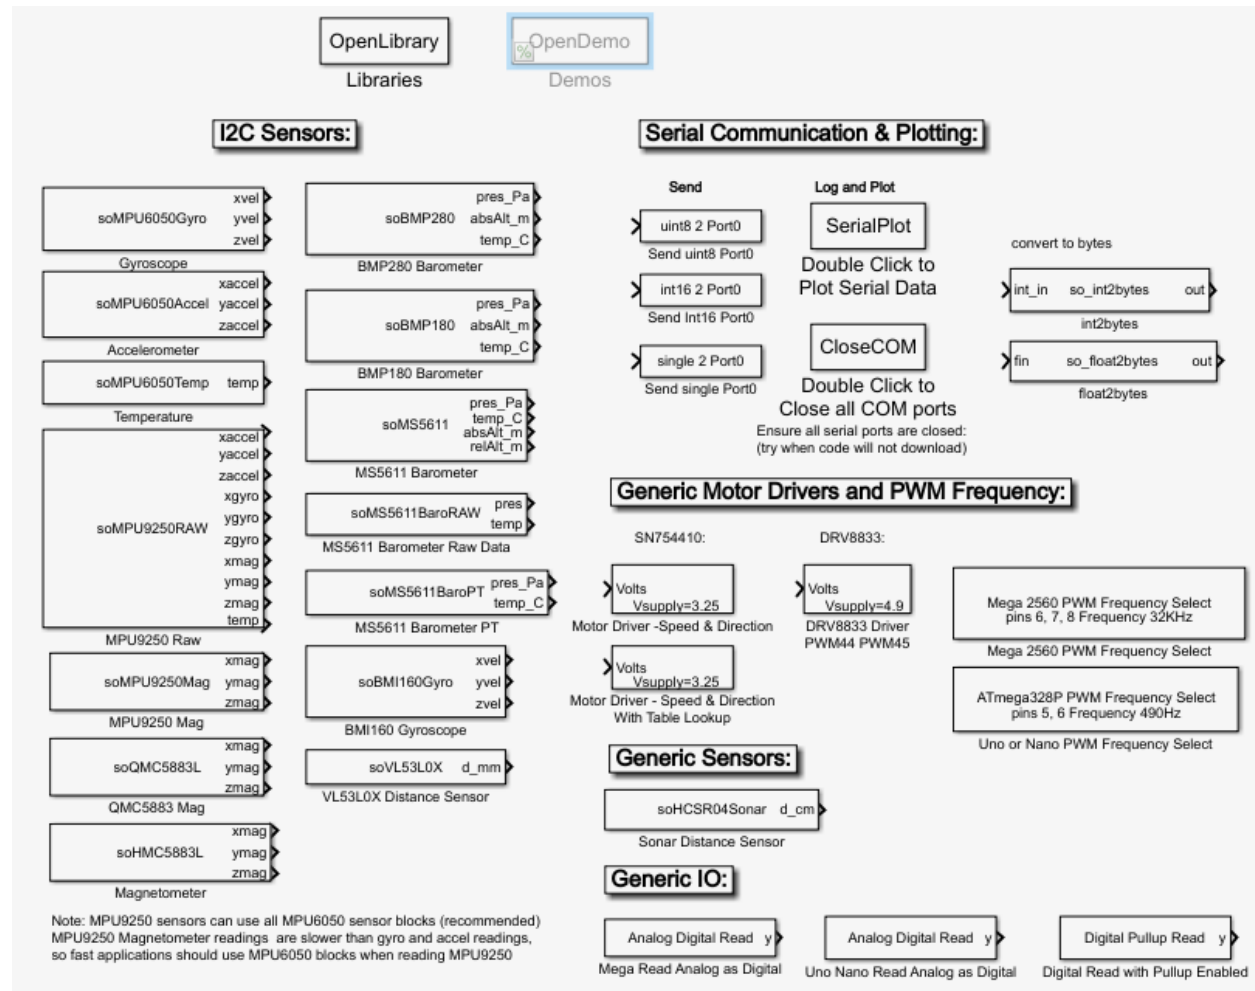 OpenLibrary
Libraries
OpenDemo
%
Demos
I2C Sensors:
soMPU6050Gyro
xvel
yvel
zvel
Gyroscope
soMPU6050Accel
xaccel
yaccel
zaccel
Accelerometer
soMPU6050Temp temp
Temperature
soMPU9250RAW
xaccel
yaccel
zaccel
xgyro
ygyro
zgyro
xmag
ymag
zmag
temp
MPU9250 Raw
soMPU9250Mag
xmag
ymag
zmag
MPU9250 Mag
soQMC5883L
xmag
ymag
zmag
QMC5883 Mag
soHMC5883L
xmag
ymag
zmag
Magnetometer
soBMP280
pres_Pa
absAlt_m
temp_C
BMP280 Barometer
soBMP180
pres_Pa
absAlt_m
temp_C
BMP180 Barometer
soMS5611
pres_Pa
temp_C
absAlt_m
relAlt_m
MS5611 Barometer
soMS5611BaroRAW
pres
temp
MS5611 Barometer Raw Data
soMS5611BaroPT
pres_Pa
temp_C
MS5611 Barometer PT
soBMI160Gyro
xvel
yvel
zvel
BMI160 Gyroscope
soVL53L0X d_mm
VL53L0X Distance Sensor
Note: MPU9250 sensors can use all MPU6050 sensor blocks (recommended)
MPU9250 Magnetometer readings are slower than gyro and accel readings,
so fast applications should use MPU6050 blocks when reading MPU9250
Serial Communication & Plotting:
Send
uint8 2 Port0
Send uint8 Port0
int16 2 Port0
Send Int16 Port0
single 2 Port0
Send single Port0
Log and Plot
SerialPlot
Double Click to
Plot Serial Data
CloseCOM
Double Click to
Close all COM ports
Ensure all serial ports are closed:
(try when code will not download)
convert to bytes
int_in so_int2bytes out
int2bytes
fin so_float2bytes out
float2bytes
Generic Motor Drivers and PWM Frequency:
SN754410:
Volts
Vsupply=3.25
Motor Driver -Speed & Direction
Volts
Vsupply=3.25
Motor Driver - Speed & Direction
With Table Lookup
DRV8833:
Volts
Vsupply=4.9
DRV8833 Driver
PWM44 PWM45
Mega 2560 PWM Frequency Select
pins 6, 7, 8 Frequency 32KHz
Mega 2560 PWM Frequency Select
ATmega328P PWM Frequency Select
pins 5, 6 Frequency 490Hz
Uno or Nano PWM Frequency Select
Generic Sensors:
soHCSR04Sonar d_cm
Sonar Distance Sensor
Generic IO:
Analog Digital Read y
Mega Read Analog as Digital
Analog Digital Read y
Uno Nano Read Analog as Digital
Digital Pullup Read y
Digital Read with Pullup Enabled